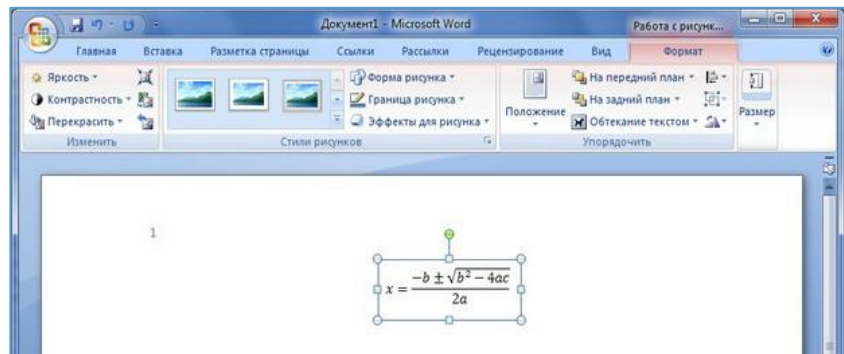 Документ1 - Microsoft Word
Работа с рисунк...
Главная Вставка Разметка страницы Ссылки Рассылки Рецензирование Вид Формат
Яркость
Контрастность
Перекрасить
Изменить
Форма рисунка
Граница рисунка
Эффекты для рисунка
Стили рисунков
Положение
На передний план
На задний план
Обтекание текстом
Упорядочить
Размер
1
x = \frac{-b ± \sqrt{b² − 4ac}}{2a}